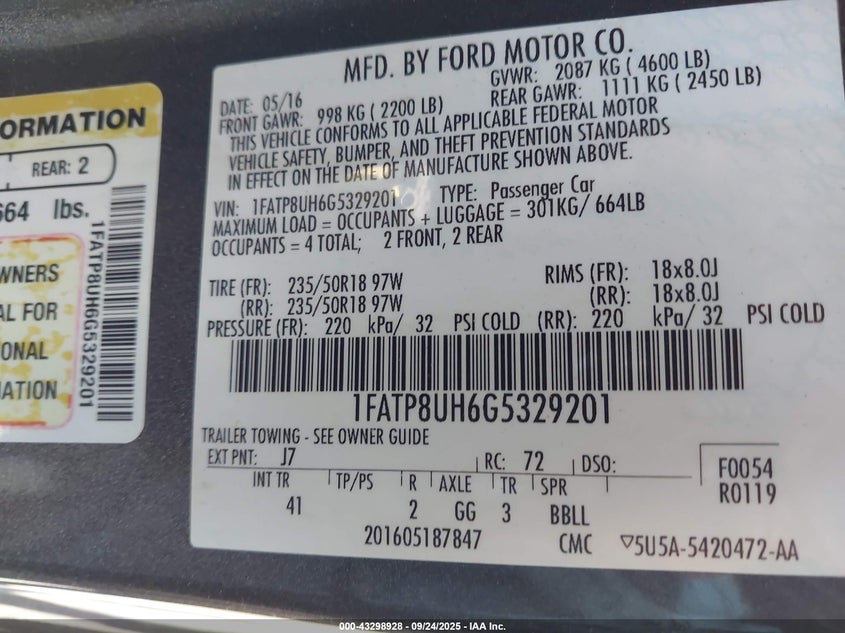 ORMATION
REAR: 2
664 lbs.
WNERS
AL FOR
ONAL
MATION
1FATP8UH6G5329201
MFD. BY FORD MOTOR CO.
DATE: 05/16
GVWR: 2087 KG ( 4600 LB)
FRONT GAWR: 998 KG ( 2200 LB)
REAR GAWR: 1111 KG ( 2450 LB)
THIS VEHICLE CONFORMS TO ALL APPLICABLE FEDERAL MOTOR
VEHICLE SAFETY, BUMPER, AND THEFT PREVENTION STANDARDS
IN EFFECT ON THE DATE OF MANUFACTURE SHOWN ABOVE.
VIN: 1FATP8UH6G5329201 TYPE: Passenger Car
MAXIMUM LOAD = OCCUPANTS + LUGGAGE = 301KG/ 664LB
OCCUPANTS = 4 TOTAL; 2 FRONT, 2 REAR
TIRE (FR): 235/50R18 97W RIMS (FR): 18x8.0J
(RR): 235/50R18 97W (RR): 18x8.0J
PRESSURE (FR): 220 kPa/ 32 PSI COLD (RR): 220 kPa/ 32 PSI COLD
1FATP8UH6G5329201
TRAILER TOWING - SEE OWNER GUIDE
EXT PNT: J7 RC: 72 DSO:
F0054
R0119
INT TR TP/PS R AXLE TR SPR
41 2 GG 3 BBLL
201605187847 CMC ▽5U5A-5420472-AA
000-43298928 - 09/24/2025 - IAA Inc.